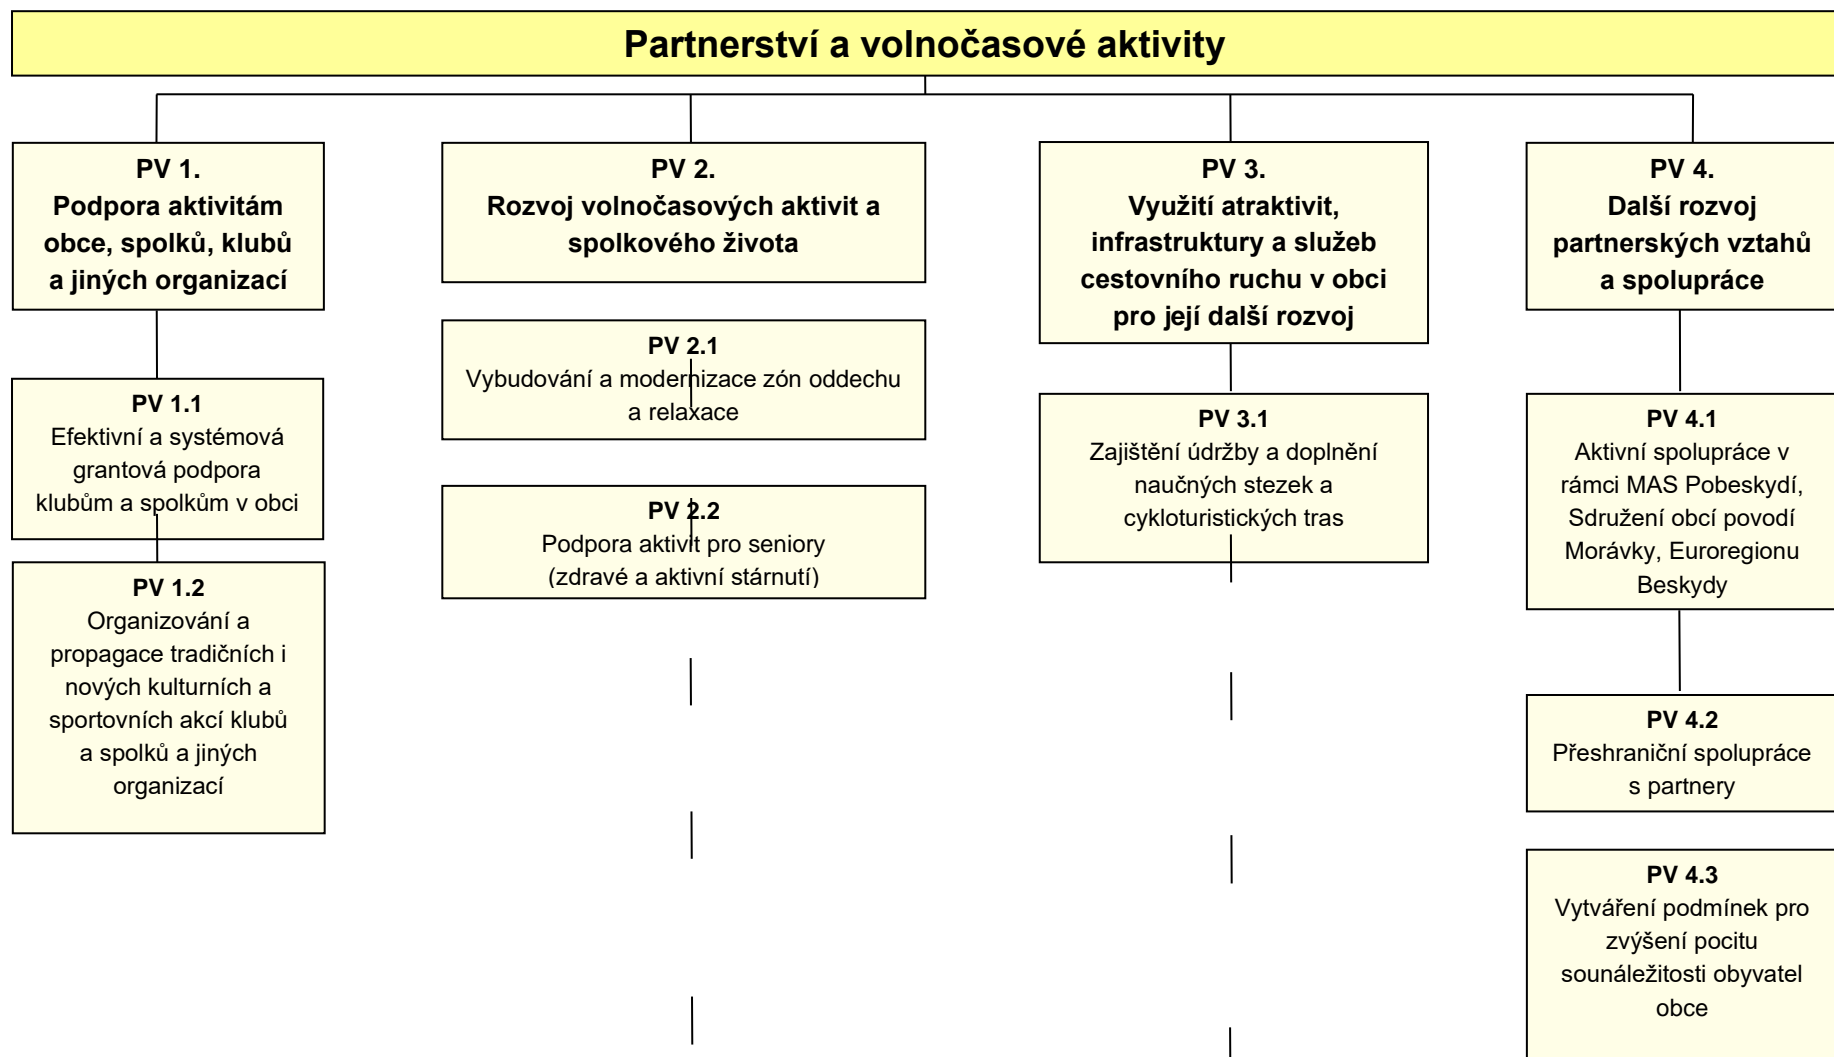 Partnerství a volnočasové aktivity
PV 1.
Podpora aktivitám
obce, spolků, klubů
a jiných organizací
PV 1.1
Efektivní a systémová
grantová podpora
klubům a spolkům v obci
PV 1.2
Organizování a
propagace tradičních i
nových kulturních a
sportovních akcí klubů
a spolků a jiných
organizací
PV 2.
Rozvoj volnočasových aktivit a
spolkového života
PV 2.1
Vybudování a modernizace zón oddechu
a relaxace
PV 2.2
Podpora aktivit pro seniory
(zdravé a aktivní stárnutí)
PV 3.
Využití atraktivit,
infrastruktury a služeb
cestovního ruchu v obci
pro její další rozvoj
PV 3.1
Zajištění údržby a doplnění
naučných stezek a
cykloturistických tras
PV 4.
Další rozvoj
partnerských vztahů
a spolupráce
PV 4.1
Aktivní spolupráce v
rámci MAS Pobeskydí,
Sdružení obcí povodí
Morávky, Euroregionu
Beskydy
PV 4.2
Přeshraniční spolupráce
s partnery
PV 4.3
Vytváření podmínek pro
zvýšení pocitu
sounáležitosti obyvatel
obce